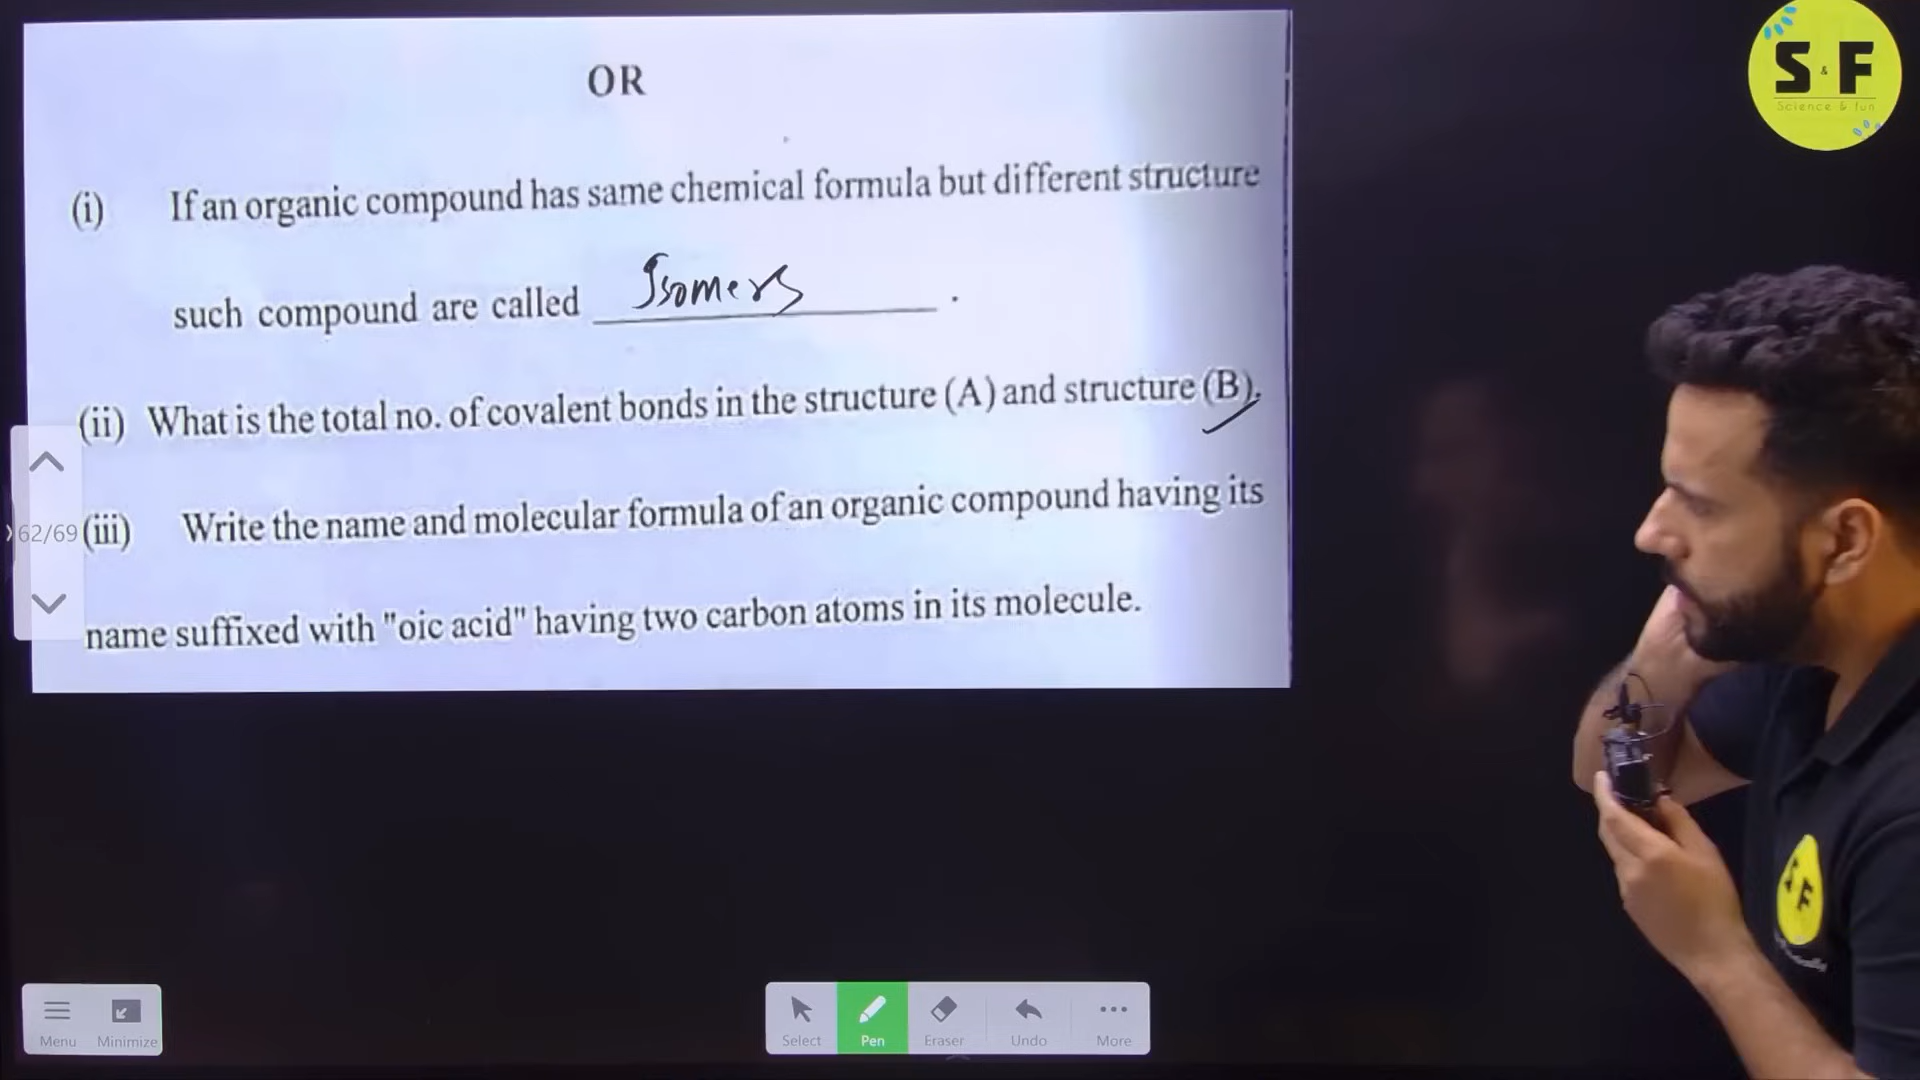 S & F
Science & fun
OR
(i) If an organic compound has same chemical formula but different structure
such compound are called Isomers .
(ii) What is the total no. of covalent bonds in the structure (A) and structure (B).
(iii) Write the name and molecular formula of an organic compound having its
name suffixed with "oic acid" having two carbon atoms in its molecule.
62/69
S F
Menu Minimize Select Pen Eraser Undo More